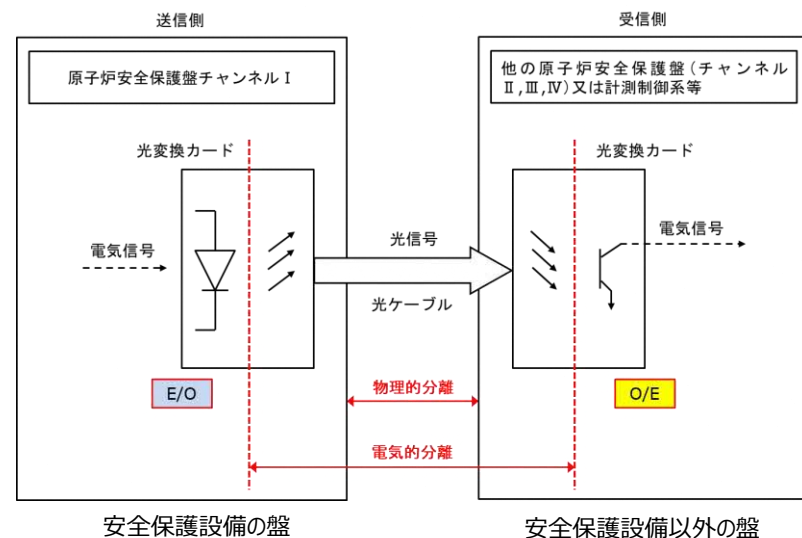 送信側
受信側
原子炉安全保護盤チャンネルⅠ
他の原子炉安全保護盤(チャンネル
Ⅱ,Ⅲ,Ⅳ)又は計測制御系等
光変換カード
光変換カード
電気信号
光信号
電気信号
光ケーブル
E/O
物理的分離
O/E
電気的分離
安全保護設備の盤
安全保護設備以外の盤